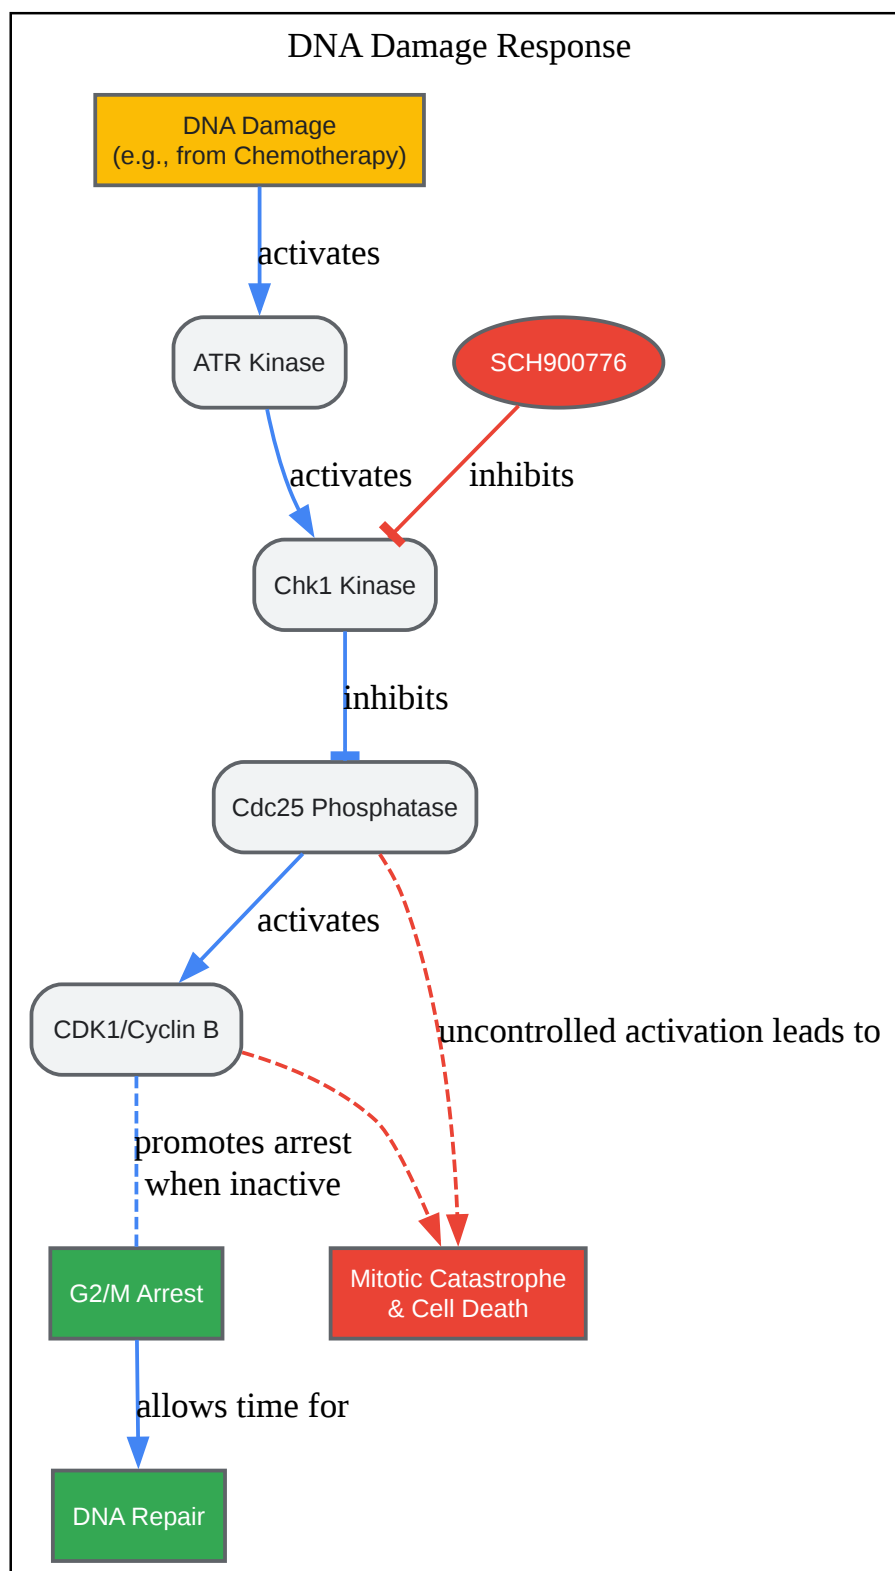 DNA Damage Response
DNA Damage
(e.g., from Chemotherapy)
activates
ATR Kinase
SCH900776
activates
inhibits
Chk1 Kinase
inhibits
Cdc25 Phosphatase
activates
CDK1/Cyclin B
uncontrolled activation leads to
promotes arrest
when inactive
G2/M Arrest
Mitotic Catastrophe
& Cell Death
allows time for
DNA Repair